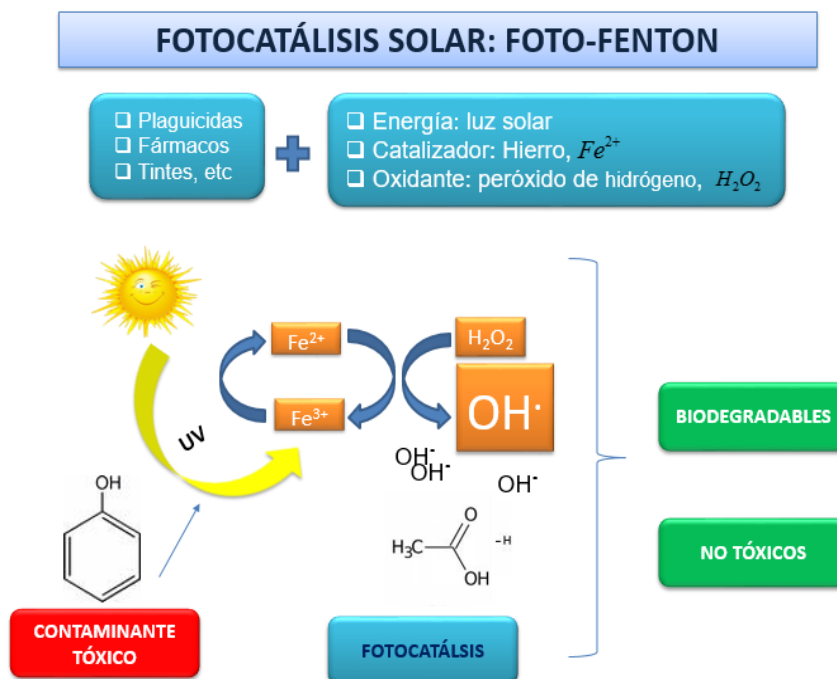 FOTOCATÁLISIS SOLAR: FOTO-FENTON
❑ Plaguicidas
❑ Fármacos
❑ Tintes, etc
❑ Energía: luz solar
❑ Catalizador: Hierro, Fe²⁺
❑ Oxidante: peróxido de hidrógeno, H₂O₂
Fe²⁺
H₂O₂
Fe³⁺
OH·
UV
OH·
OH·
OH·
OH
O
H₃C
-H
OH
BIODEGRADABLES
NO TÓXICOS
CONTAMINANTE
TÓXICO
FOTOCATÁLSIS